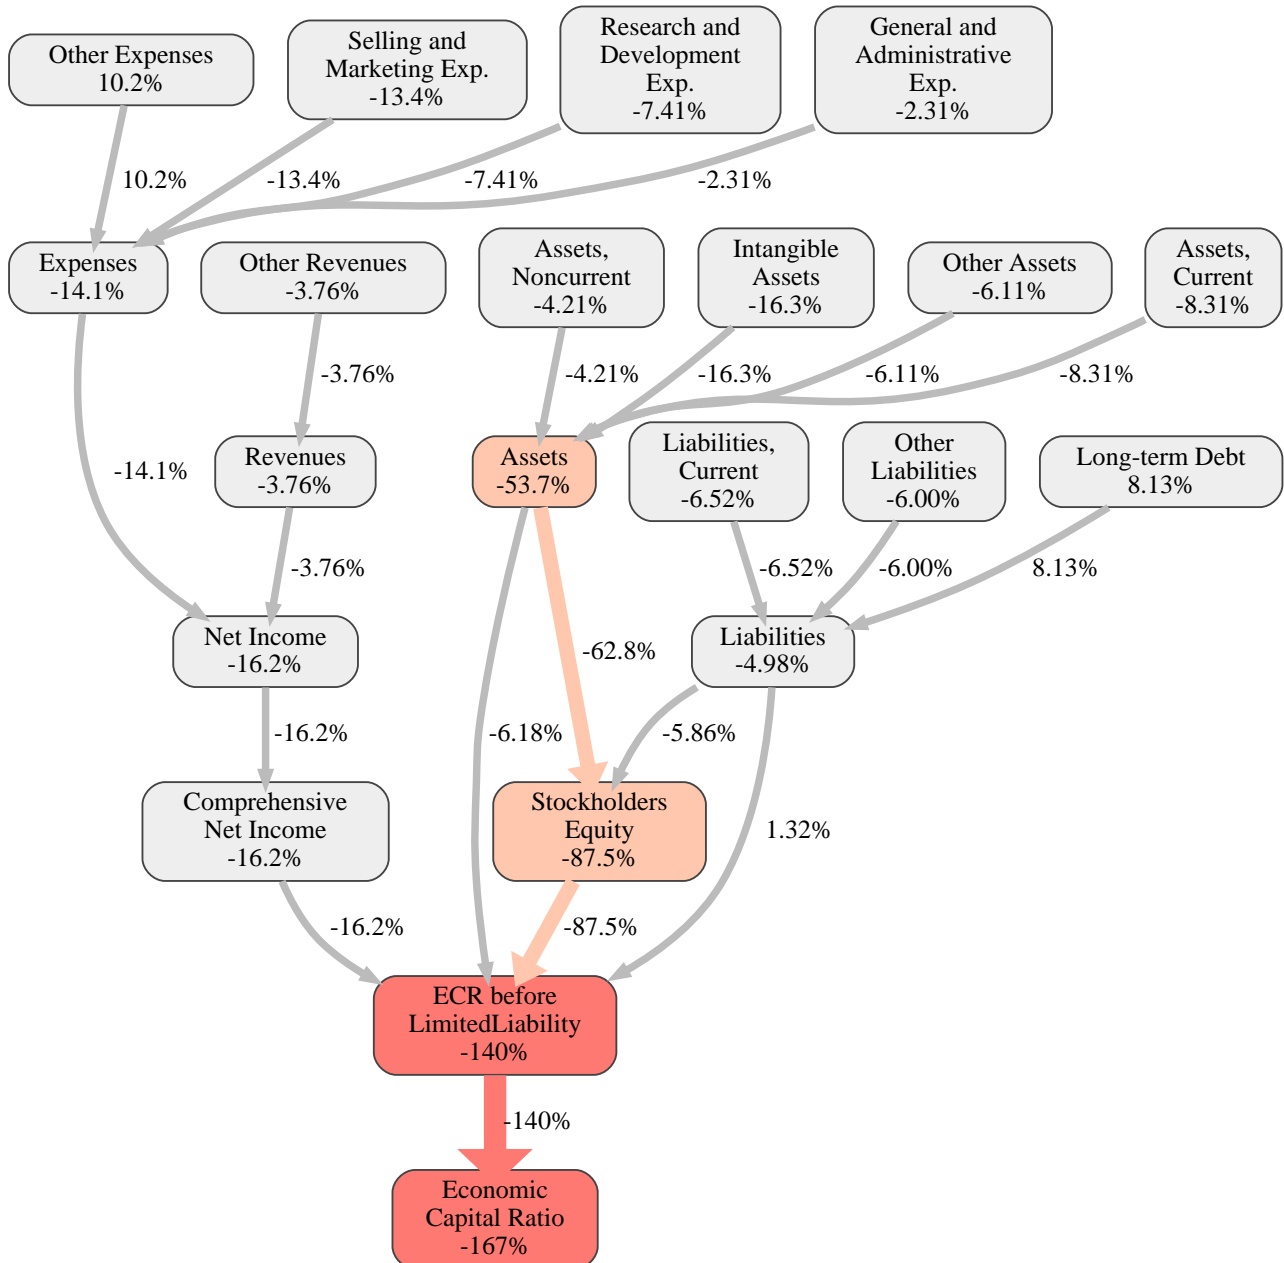 Other Expenses
10.2%
Selling and
Marketing Exp.
-13.4%
Research and
Development
Exp.
-7.41%
General and
Administrative
Exp.
-2.31%
10.2%
-13.4%
-7.41%
-2.31%
Expenses
-14.1%
Other Revenues
-3.76%
Assets,
Noncurrent
-4.21%
Intangible
Assets
-16.3%
Other Assets
-6.11%
Assets,
Current
-8.31%
-3.76%
-4.21%
-16.3%
-6.11%
-8.31%
-14.1%
Revenues
-3.76%
Assets
-53.7%
Liabilities,
Current
-6.52%
Other
Liabilities
-6.00%
Long-term Debt
8.13%
-3.76%
-6.52%
-6.00%
8.13%
Net Income
-16.2%
-62.8%
Liabilities
-4.98%
-16.2%
-6.18%
-5.86%
Comprehensive
Net Income
-16.2%
Stockholders
Equity
-87.5%
1.32%
-16.2%
-87.5%
ECR before
LimitedLiability
-140%
-140%
Economic
Capital Ratio
-167%